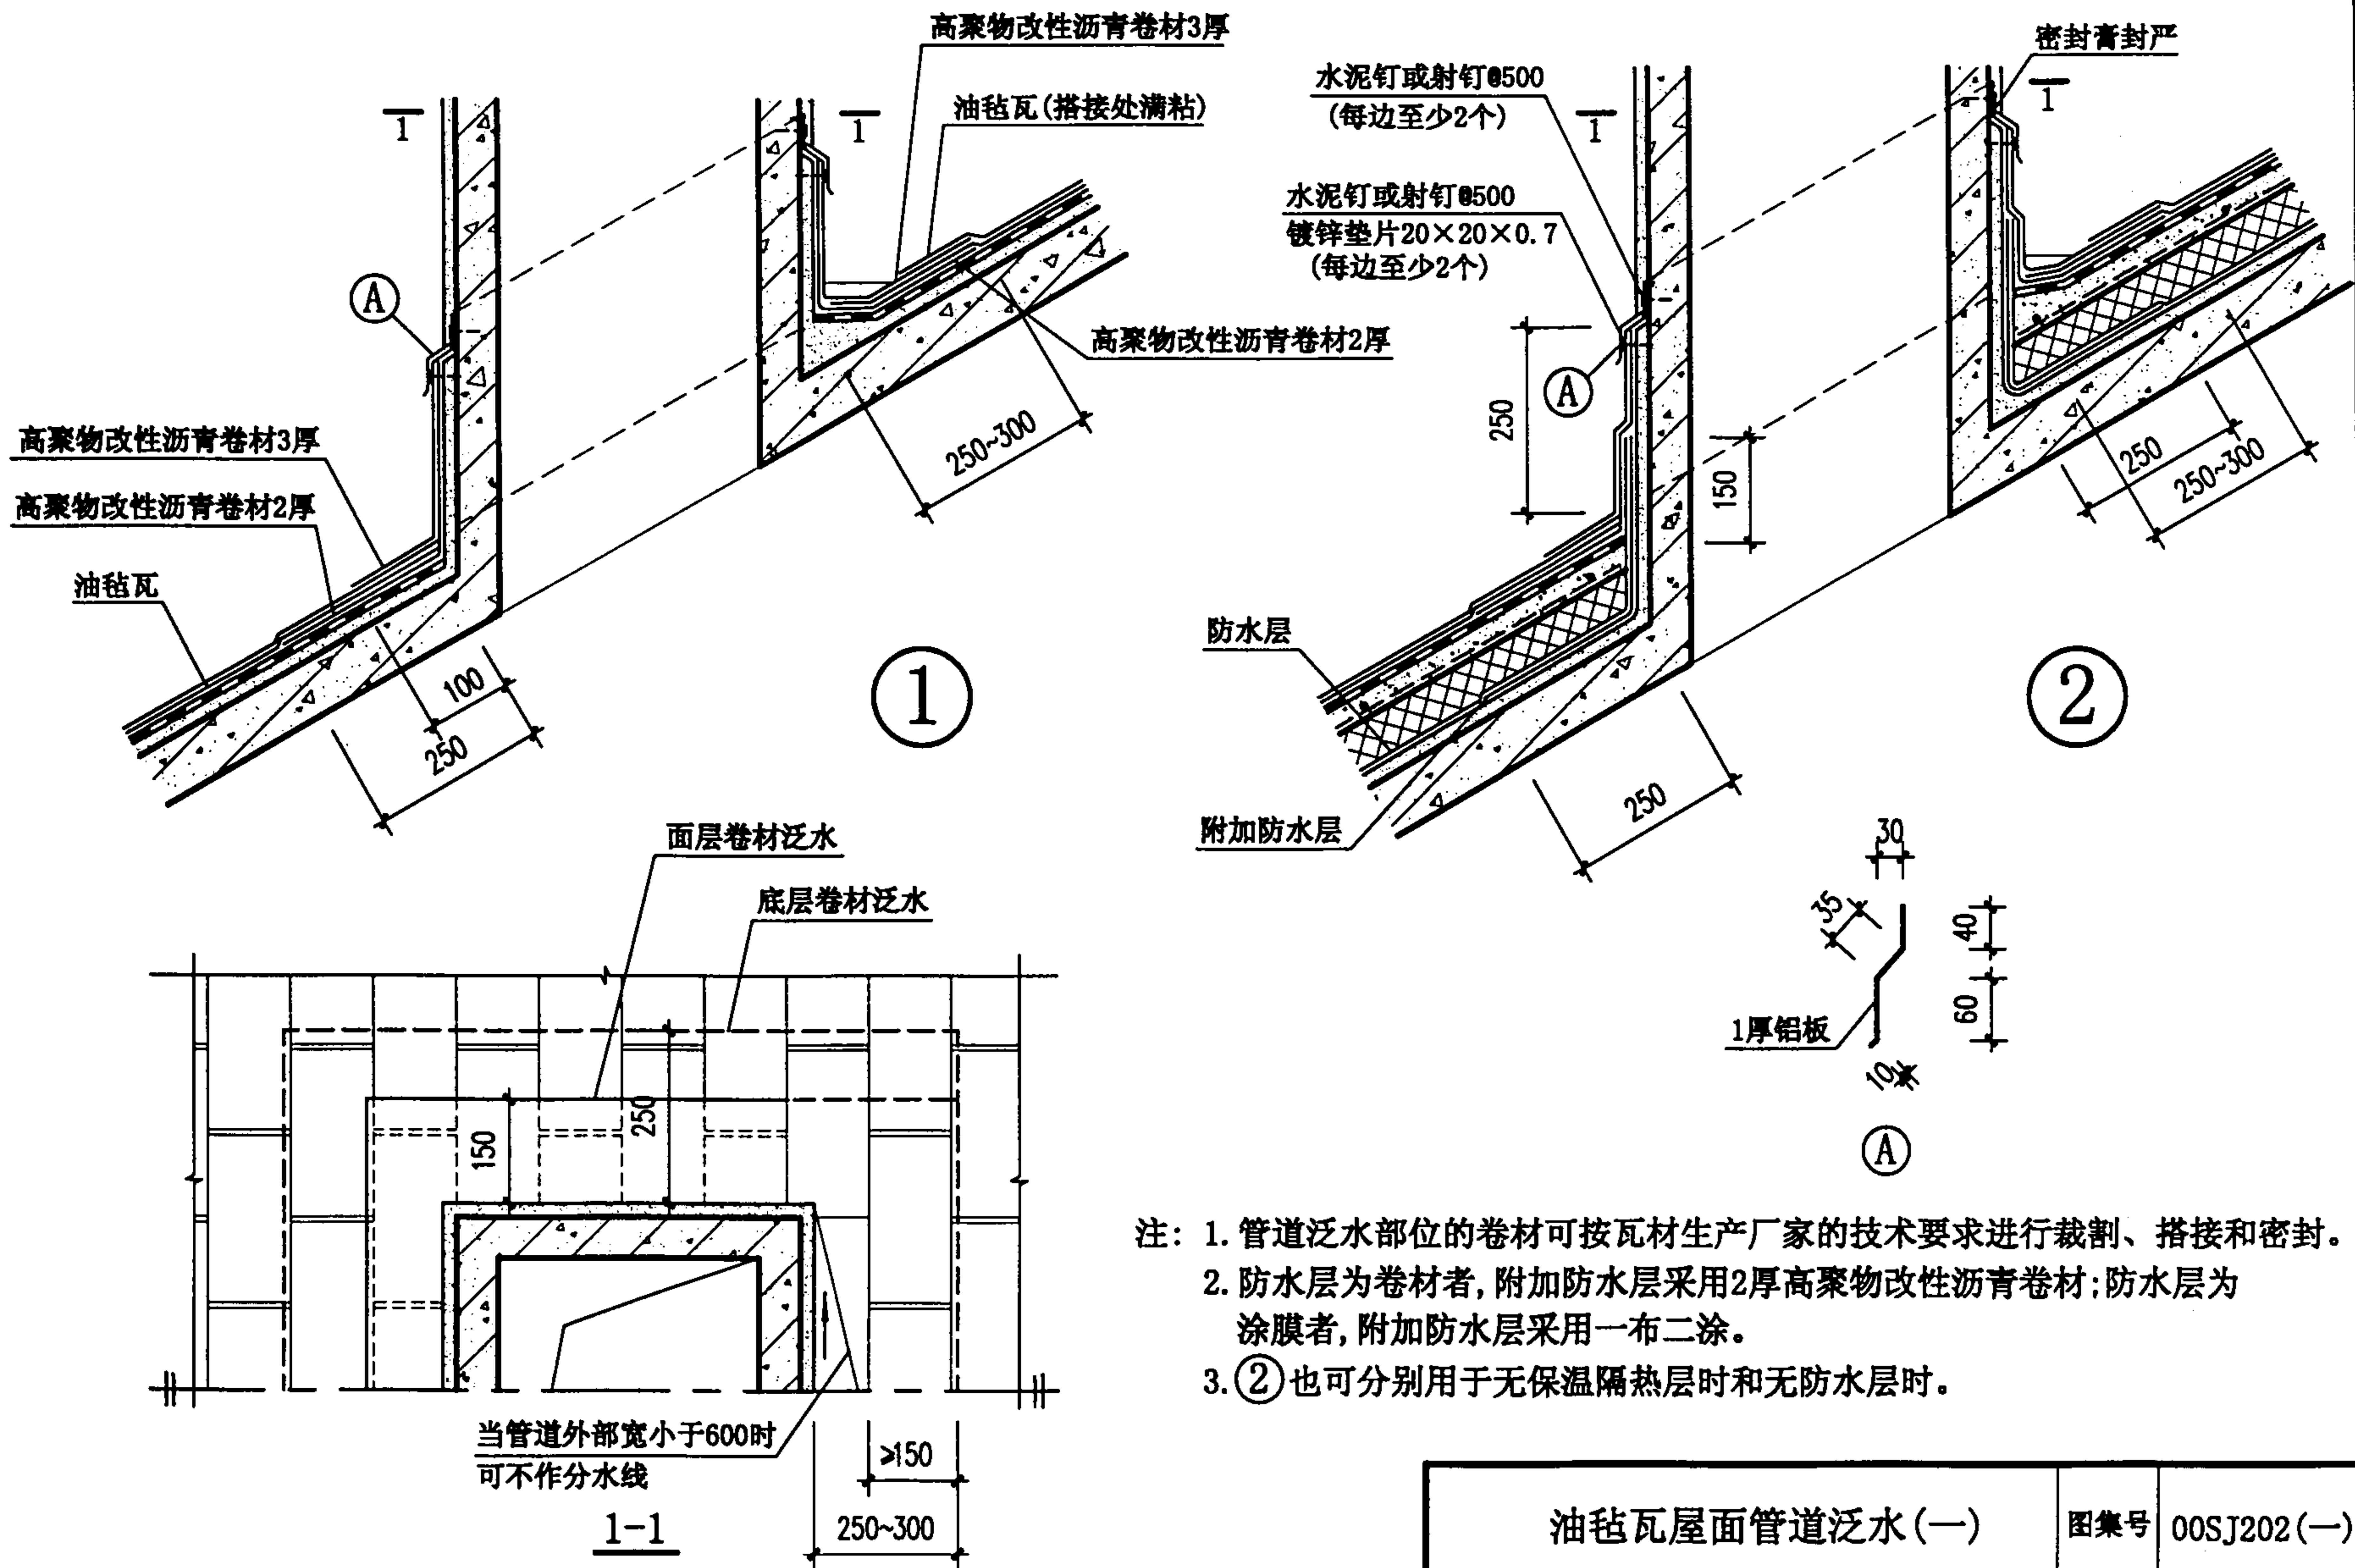 高聚物改性沥青卷材3厚
油毡瓦(搭接处满粘)
1
1
A
高聚物改性沥青卷材2厚
250~300
高聚物改性沥青卷材3厚
高聚物改性沥青卷材2厚
油毡瓦
100
250
1
密封膏封严
水泥钉或射钉@500
(每边至少2个)
1
1
水泥钉或射钉@500
镀锌垫片20×20×0.7
(每边至少2个)
A
250
150
250
250~300
防水层
附加防水层
250
2
面层卷材泛水
底层卷材泛水
150
250
当管道外部宽小于600时
可不作分水线
≥150
250~300
1-1
30
35
40
60
1厚铝板
10
A
注: 1.管道泛水部位的卷材可按瓦材生产厂家的技术要求进行裁割、搭接和密封。
2.防水层为卷材者,附加防水层采用2厚高聚物改性沥青卷材;防水层为
涂膜者,附加防水层采用一布二涂。
3.②也可分别用于无保温隔热层时和无防水层时。
油毡瓦屋面管道泛水(一) 图集号 00SJ202(一)